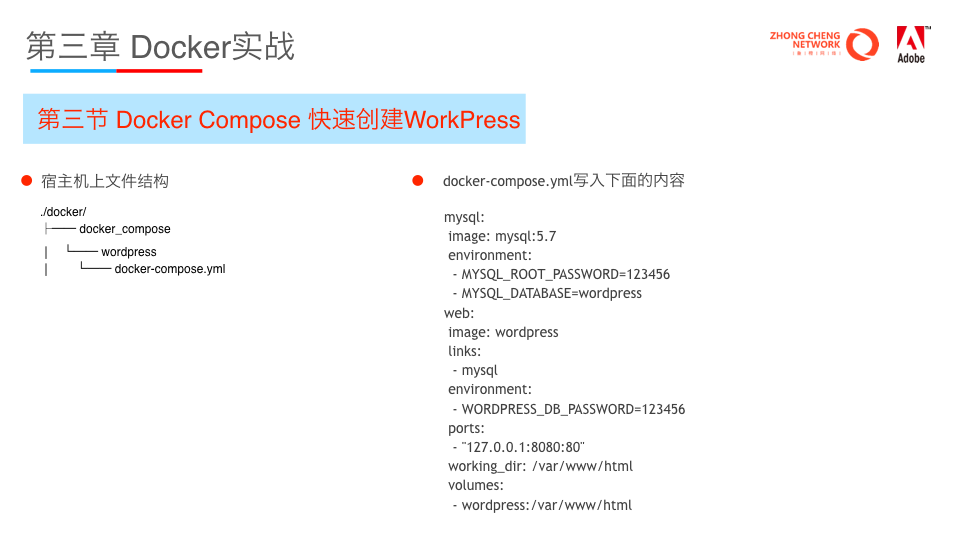 第三章 Docker实战
ZHONG CHENG
NETWORK
Adobe
TM
第三节 Docker Compose 快速创建WorkPress
宿主机上文件结构
./docker/
├── docker_compose
│ └── wordpress
│ └── docker-compose.yml
docker-compose.yml写入下面的内容
mysql:
image: mysql:5.7
environment:
- MYSQL_ROOT_PASSWORD=123456
- MYSQL_DATABASE=wordpress
web:
image: wordpress
links:
- mysql
environment:
- WORDPRESS_DB_PASSWORD=123456
ports:
- "127.0.0.1:8080:80"
working_dir: /var/www/html
volumes:
- wordpress:/var/www/html